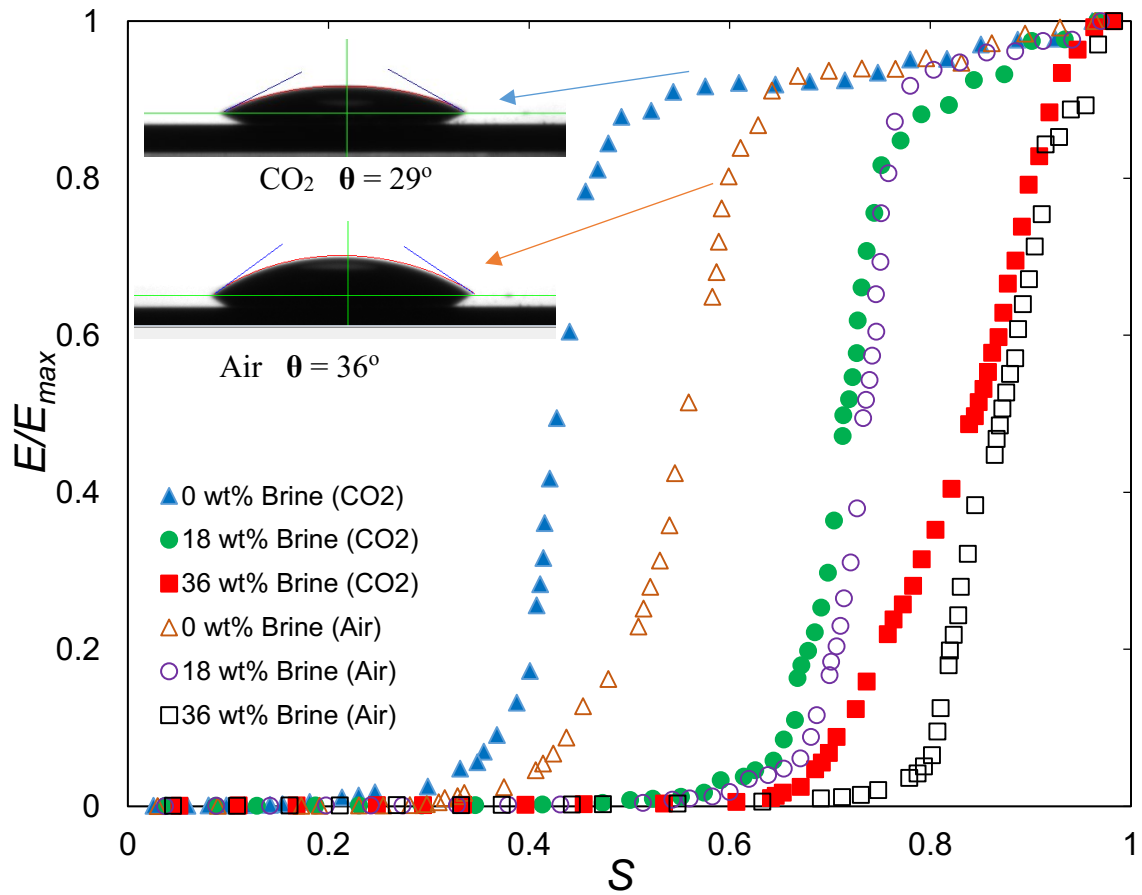 1
0.8
0.6
0.4
0.2
0
E/E_max
CO₂ θ = 29°
Air θ = 36°
0 wt% Brine (CO2)
18 wt% Brine (CO2)
36 wt% Brine (CO2)
0 wt% Brine (Air)
18 wt% Brine (Air)
36 wt% Brine (Air)
0 0.2 0.4 0.6 0.8 1
S